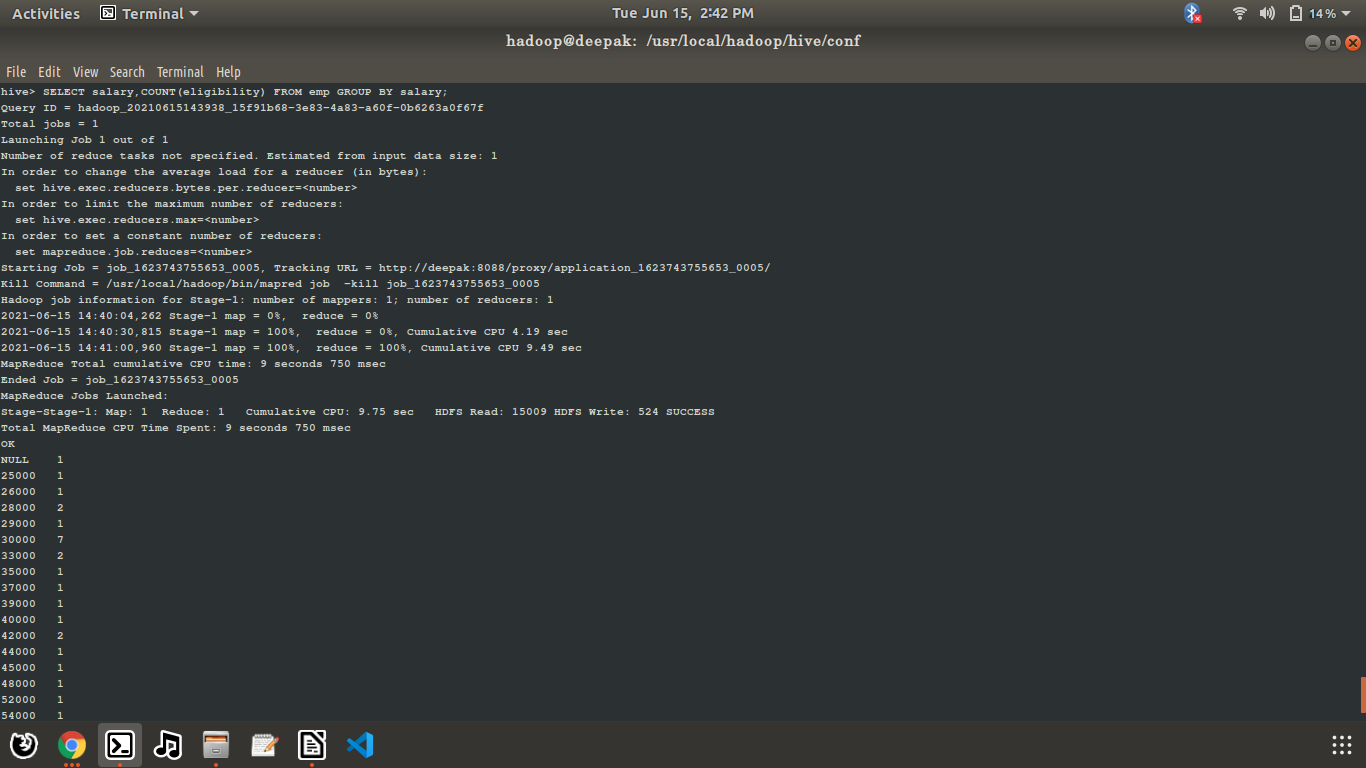 Activities Terminal Tue Jun 15, 2:42 PM 14%
hadoop@deepak: /usr/local/hadoop/hive/conf
File Edit View Search Terminal Help
hive> SELECT salary,COUNT(eligibility) FROM emp GROUP BY salary;
Query ID = hadoop_20210615143938_15f91b68-3e83-4a83-a60f-0b6263a0f67f
Total jobs = 1
Launching Job 1 out of 1
Number of reduce tasks not specified. Estimated from input data size: 1
In order to change the average load for a reducer (in bytes):
  set hive.exec.reducers.bytes.per.reducer=<number>
In order to limit the maximum number of reducers:
  set hive.exec.reducers.max=<number>
In order to set a constant number of reducers:
  set mapreduce.job.reduces=<number>
Starting Job = job_1623743755653_0005, Tracking URL = http://deepak:8088/proxy/application_1623743755653_0005/
Kill Command = /usr/local/hadoop/bin/mapred job  -kill job_1623743755653_0005
Hadoop job information for Stage-1: number of mappers: 1; number of reducers: 1
2021-06-15 14:40:04,262 Stage-1 map = 0%,  reduce = 0%
2021-06-15 14:40:30,815 Stage-1 map = 100%,  reduce = 0%, Cumulative CPU 4.19 sec
2021-06-15 14:41:00,960 Stage-1 map = 100%,  reduce = 100%, Cumulative CPU 9.49 sec
MapReduce Total cumulative CPU time: 9 seconds 750 msec
Ended Job = job_1623743755653_0005
MapReduce Jobs Launched:
Stage-Stage-1: Map: 1  Reduce: 1   Cumulative CPU: 9.75 sec   HDFS Read: 15009 HDFS Write: 524 SUCCESS
Total MapReduce CPU Time Spent: 9 seconds 750 msec
OK
NULL	1
25000	1
26000	1
28000	2
29000	1
30000	7
33000	2
35000	1
37000	1
39000	1
40000	1
42000	2
44000	1
45000	1
48000	1
52000	1
54000	1